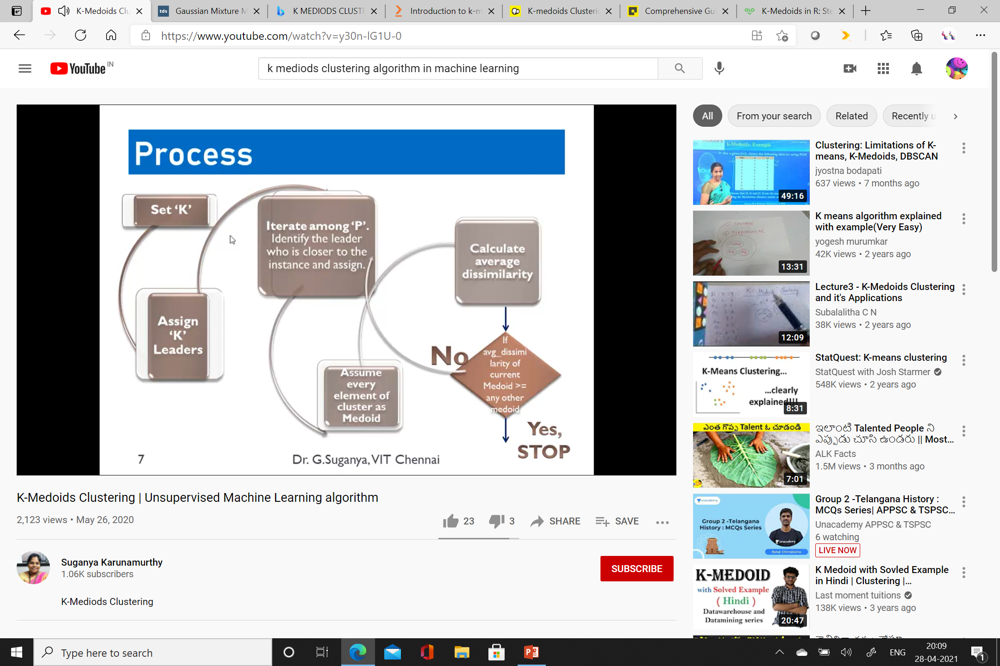 K-Medoids Clu
Gaussian Mixture M
K MEDIODS CLUSTE
Introduction to k-m
K-medoids Clusteri
Comprehensive Gui
K-Medoids in R: Ste
https://www.youtube.com/watch?v=y30n-lG1U-0
YouTube IN
k mediods clustering algorithm in machine learning
Process
Set ‘K’
Assign
‘K’
Leaders
Iterate among ‘P’.
Identify the leader
who is closer to the
instance and assign.
Assume
every
element of
cluster as
Medoid
Calculate
average
dissimilarity
No
If
avg_dissimi
larity of
current
Medoid >=
any other
medoid
Yes,
STOP
7
Dr. G.Suganya, VIT Chennai
K-Medoids Clustering | Unsupervised Machine Learning algorithm
2,123 views • May 26, 2020
23
3
SHARE
SAVE
Suganya Karunamurthy
1.06K subscribers
SUBSCRIBE
K-Mediods Clustering
All
From your search
Related
Recently u
k-Medoids: Example
49:16
Clustering: Limitations of K-
means, K-Medoids, DBSCAN
jyostna bodapati
637 views • 7 months ago
13:31
K means algorithm explained
with example(Very Easy)
yogesh murumkar
42K views • 2 years ago
12:09
Lecture3 - K-Medoids Clustering
and it's Applications
Subalalitha C N
38K views • 2 years ago
K-Means Clustering...
...clearly
explained!!!
8:31
StatQuest: K-means clustering
StatQuest with Josh Starmer
548K views • 2 years ago
ఎంత గొప్ప Talent ఓ చూడండి
7:01
ఇలాంటి Talented People ని
ఎప్పుడు చూసి ఉండరు || Most...
ALK Facts
1.5M views • 3 months ago
unacademy
Group 2 -Telangana
History : MCQs Series
unacademy
Group 2 -Telangana History :
MCQs Series| APPSC & TSPSC...
Unacademy APPSC & TSPSC
6 watching
LIVE NOW
K-MEDOID
with Solved Example
( Hindi )
Datawarehouse and
Datamining series
20:47
K Medoid with Sovled Example
in Hindi | Clustering |...
Last moment tuitions
138K views • 3 years ago
Type here to search
ENG
20:09
28-04-2021
1